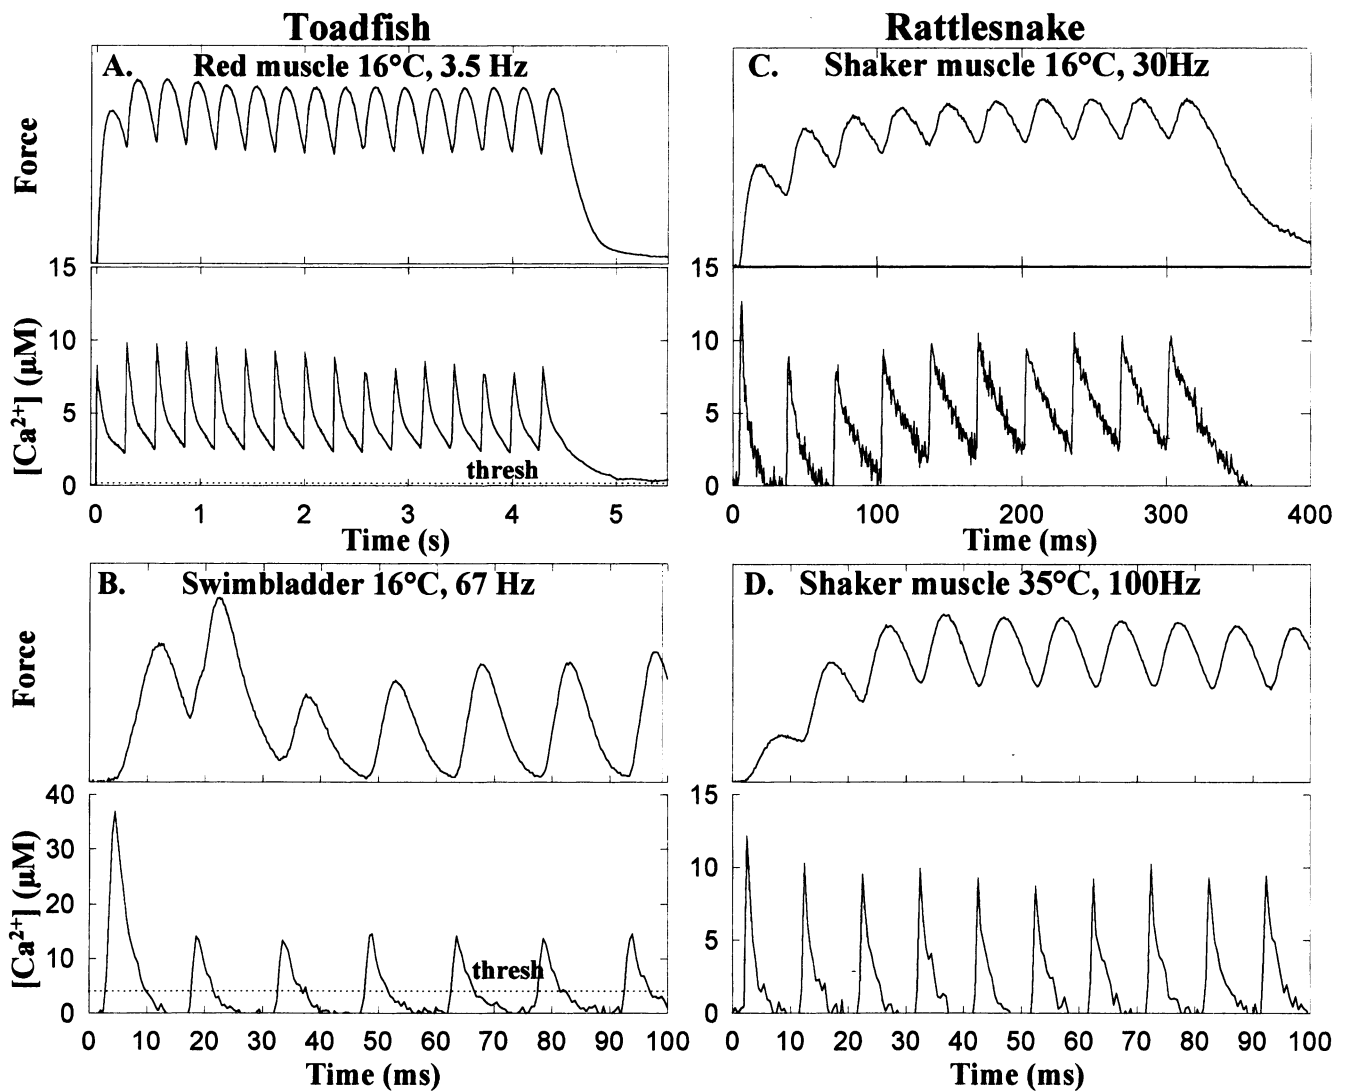 Toadfish
Rattlesnake
A. Red muscle 16°C, 3.5 Hz
C. Shaker muscle 16°C, 30Hz
Force
15
10
5
0
[Ca2+] (µM)
thresh
0 1 2 3 4 5
Time (s)
15
10
5
0
0 100 200 300 400
Time (ms)
B. Swimbladder 16°C, 67 Hz
D. Shaker muscle 35°C, 100Hz
Force
40
30
20
10
0
[Ca2+] (µM)
thresh
0 10 20 30 40 50 60 70 80 90 100
Time (ms)
15
10
5
0
0 10 20 30 40 50 60 70 80 90 100
Time (ms)